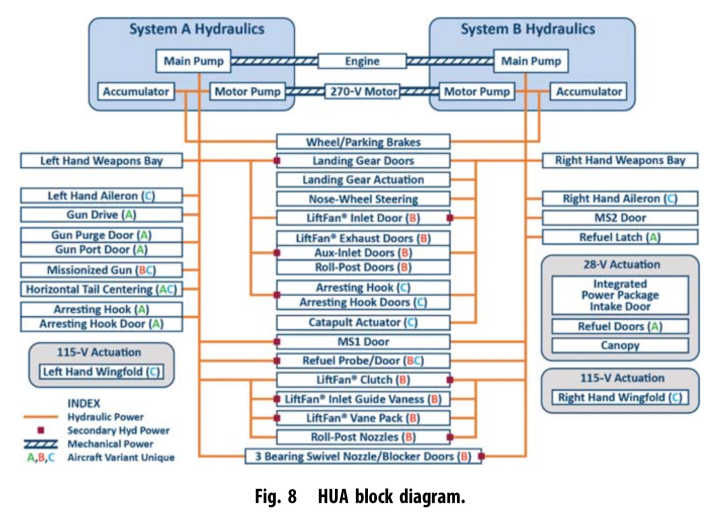 System A Hydraulics
System B Hydraulics
Main Pump
Engine
Main Pump
Accumulator
Motor Pump
270-V Motor
Motor Pump
Accumulator
Wheel/Parking Brakes
Left Hand Weapons Bay
Landing Gear Doors
Right Hand Weapons Bay
Landing Gear Actuation
Left Hand Aileron (C)
Nose-Wheel Steering
Right Hand Aileron (C)
Gun Drive (A)
LiftFan® Inlet Door (B)
MS2 Door
Gun Purge Door (A)
LiftFan® Exhaust Doors (B)
Refuel Latch (A)
Gun Port Door (A)
Aux-Inlet Doors (B)
Missionized Gun (BC)
Roll-Post Doors (B)
28-V Actuation
Horizontal Tail Centering (AC)
Arresting Hook (C)
Integrated
Power Package
Intake Door
Arresting Hook (A)
Arresting Hook Doors (C)
Arresting Hook Door (A)
Catapult Actuator (C)
Refuel Doors (A)
MS1 Door
Canopy
115-V Actuation
Refuel Probe/Door (BC)
Left Hand Wingfold (C)
LiftFan® Clutch (B)
115-V Actuation
LiftFan® Inlet Guide Vaness (B)
Right Hand Wingfold (C)
INDEX
Hydraulic Power
LiftFan® Vane Pack (B)
Secondary Hyd Power
Roll-Post Nozzles (B)
Mechanical Power
3 Bearing Swivel Nozzle/Blocker Doors (B)
A,B,C Aircraft Variant Unique
Fig. 8 HUA block diagram.